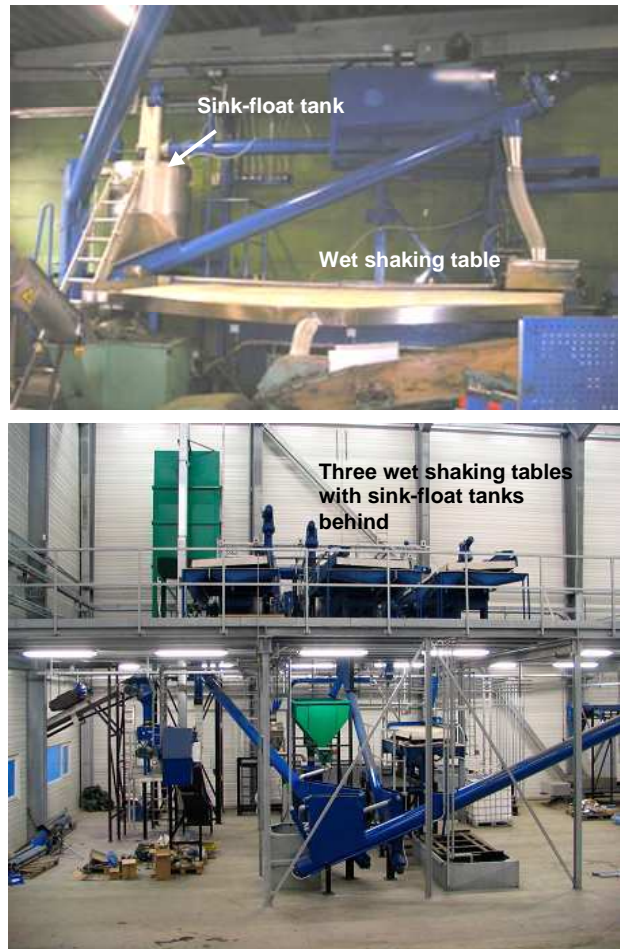 Sink-float tank
Wet shaking table
Three wet shaking tables
with sink-float tanks
behind